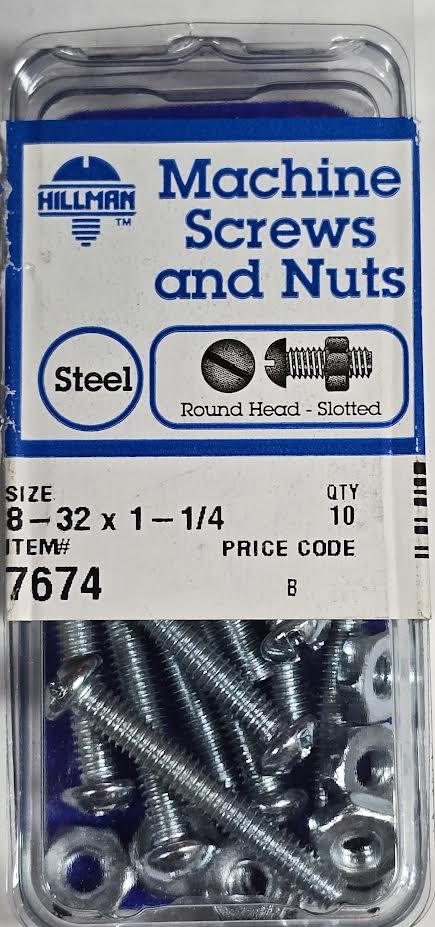 HILLMAN
TM
Machine
Screws
and Nuts
Steel
Round Head - Slotted
SIZE
QTY
8-32 x 1-1/4
10
ITEM#
PRICE CODE
7674
B